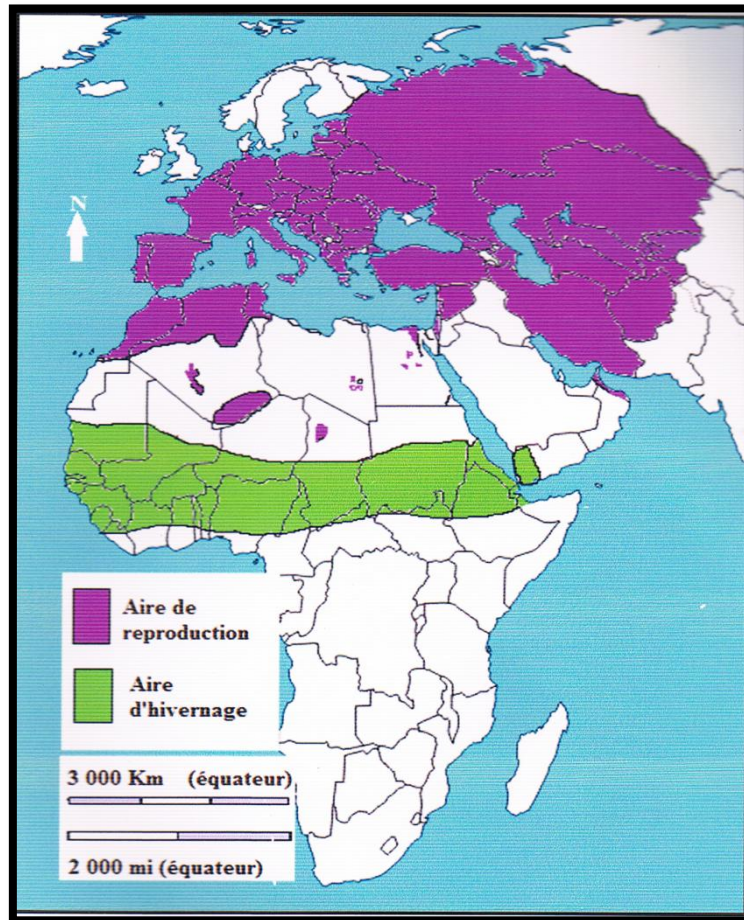 N
Aire de
reproduction
Aire
d'hivernage
3 000 Km (équateur)
2 000 mi (équateur)